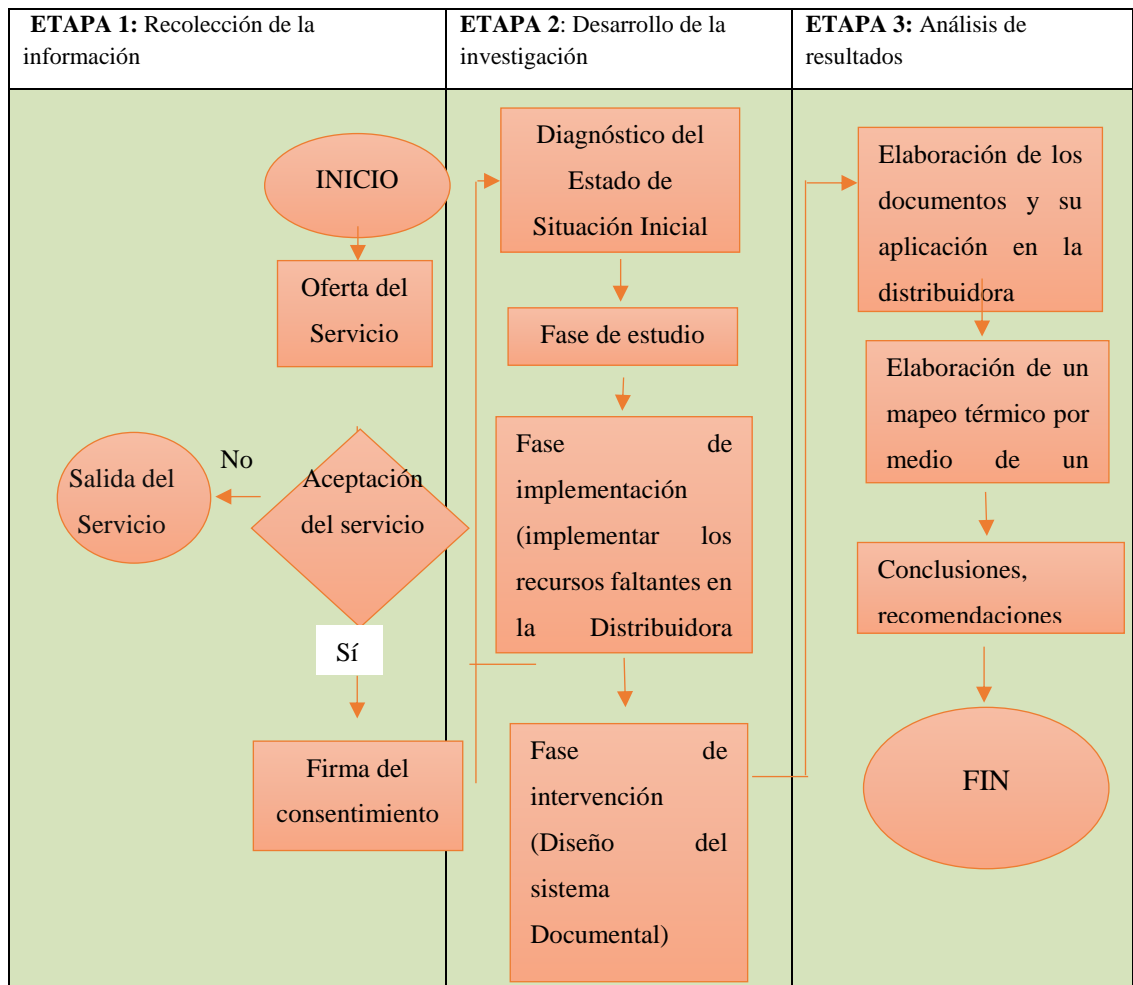 ETAPA 1: Recolección de la
información
ETAPA 2: Desarrollo de la
investigación
ETAPA 3: Análisis de
resultados
INICIO
Oferta del
Servicio
Aceptación
del servicio
No
Salida del
Servicio
Sí
Firma del
consentimiento
Diagnóstico del
Estado de
Situación Inicial
Fase de estudio
Fase de
implementación
(implementar los
recursos faltantes en
la Distribuidora
Fase de
intervención
(Diseño del
sistema
Documental)
Elaboración de los
documentos y su
aplicación en la
distribuidora
Elaboración de un
mapeo térmico por
medio de un
Conclusiones,
recomendaciones
FIN